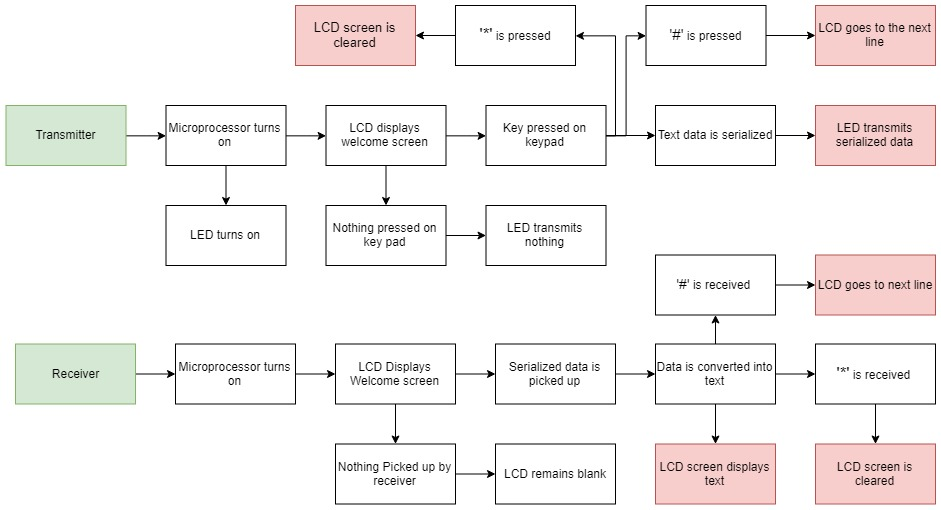 LCD screen is
cleared
'*' is pressed
'#' is pressed
LCD goes to the next
line
Transmitter
Microprocessor turns
on
LCD displays
welcome screen
Key pressed on
keypad
Text data is serialized
LED transmits
serialized data
LED turns on
Nothing pressed on
key pad
LED transmits
nothing
'#' is received
LCD goes to next line
Receiver
Microprocessor turns
on
LCD Displays
Welcome screen
Serialized data is
picked up
Data is converted into
text
'*' is received
Nothing Picked up by
receiver
LCD remains blank
LCD screen displays
text
LCD screen is
cleared